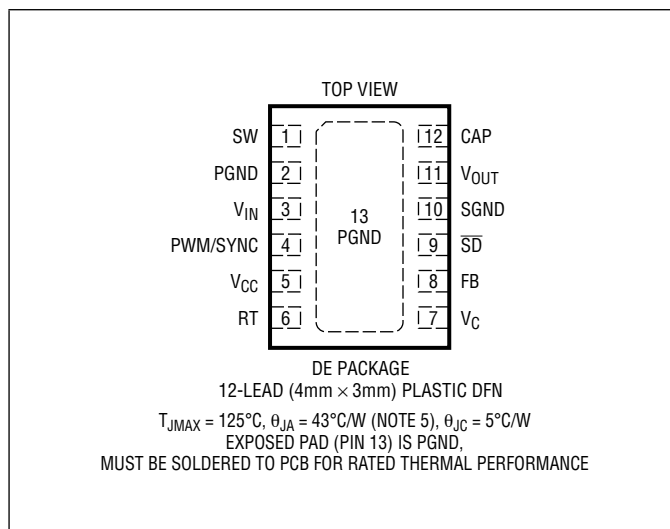 TOP VIEW
SW 1 12 CAP
PGND 2 11 VOUT
VIN 3 10 SGND
13
PGND
PWM/SYNC 4 9 S̅D̅
VCC 5 8 FB
RT 6 7 VC
DE PACKAGE
12-LEAD (4mm × 3mm) PLASTIC DFN
TJMAX = 125°C, θJA = 43°C/W (NOTE 5), θJC = 5°C/W
EXPOSED PAD (PIN 13) IS PGND,
MUST BE SOLDERED TO PCB FOR RATED THERMAL PERFORMANCE